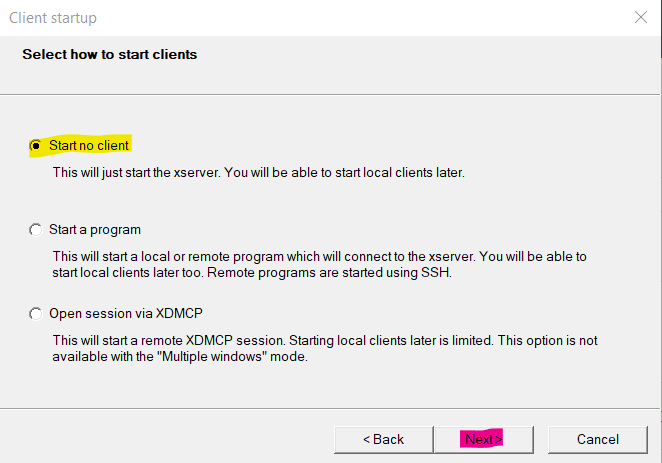 Client startup
Select how to start clients
Start no client
This will just start the xserver. You will be able to start local clients later.
Start a program
This will start a local or remote program which will connect to the xserver. You will be able to
start local clients later too. Remote programs are started using SSH.
Open session via XDMCP
This will start a remote XDMCP session. Starting local clients later is limited. This option is not
available with the "Multiple windows" mode.
< Back
Next >
Cancel